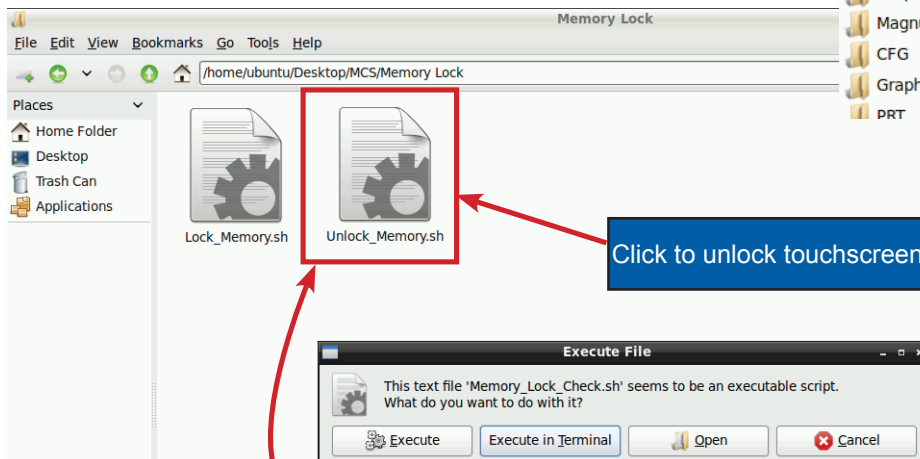 Memory Lock
File Edit View Bookmarks Go Tools Help
/home/ubuntu/Desktop/MCS/Memory Lock
Places
Home Folder
Desktop
Trash Can
Applications
Lock_Memory.sh
Unlock_Memory.sh
CFG
PRT
Click to unlock touchscreen
Execute File
This text file 'Memory_Lock_Check.sh' seems to be an executable script.
What do you want to do with it?
Execute
Execute in Terminal
Open
Cancel